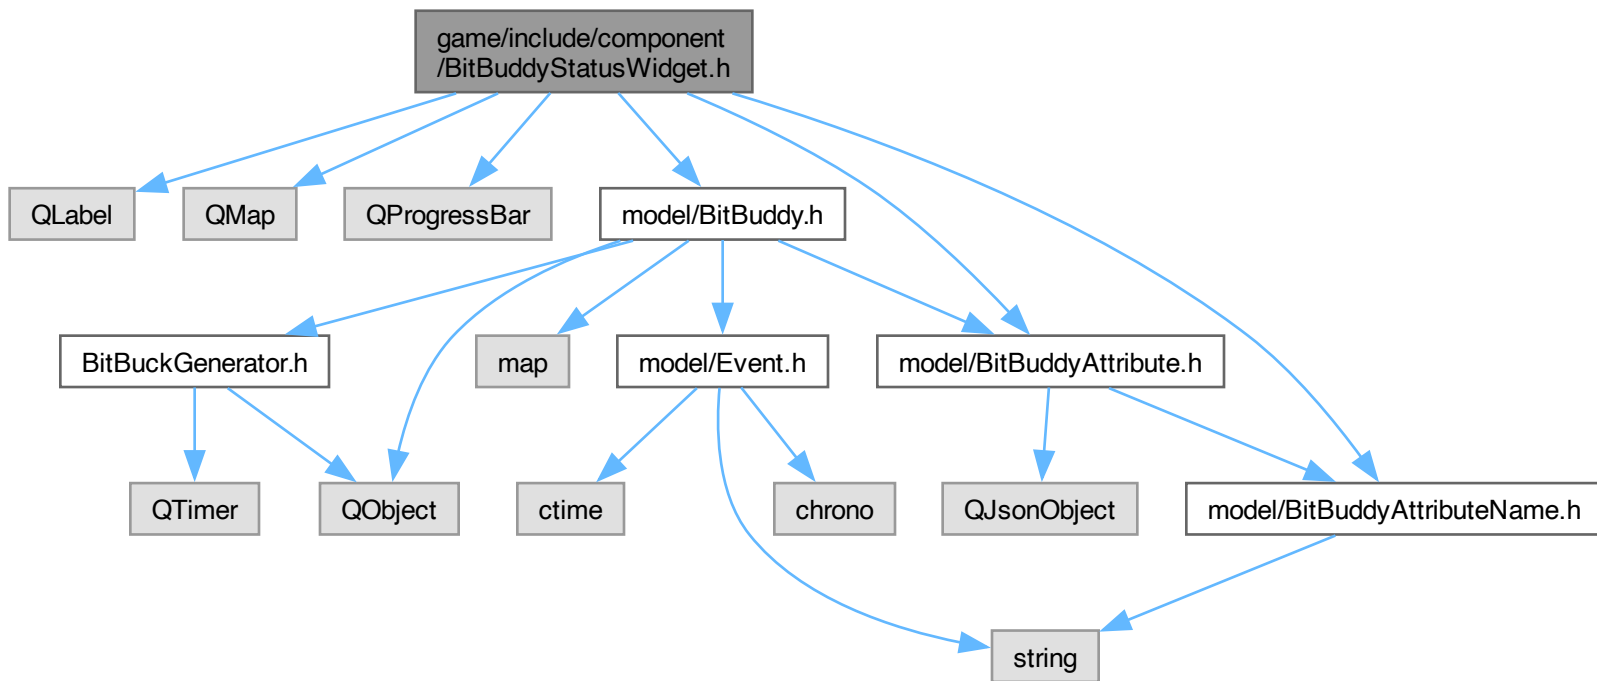 game/include/component
/BitBuddyStatusWidget.h
QLabel
QMap
QProgressBar
model/BitBuddy.h
BitBuckGenerator.h
map
model/Event.h
model/BitBuddyAttribute.h
QTimer
QObject
ctime
chrono
QJsonObject
model/BitBuddyAttributeName.h
string